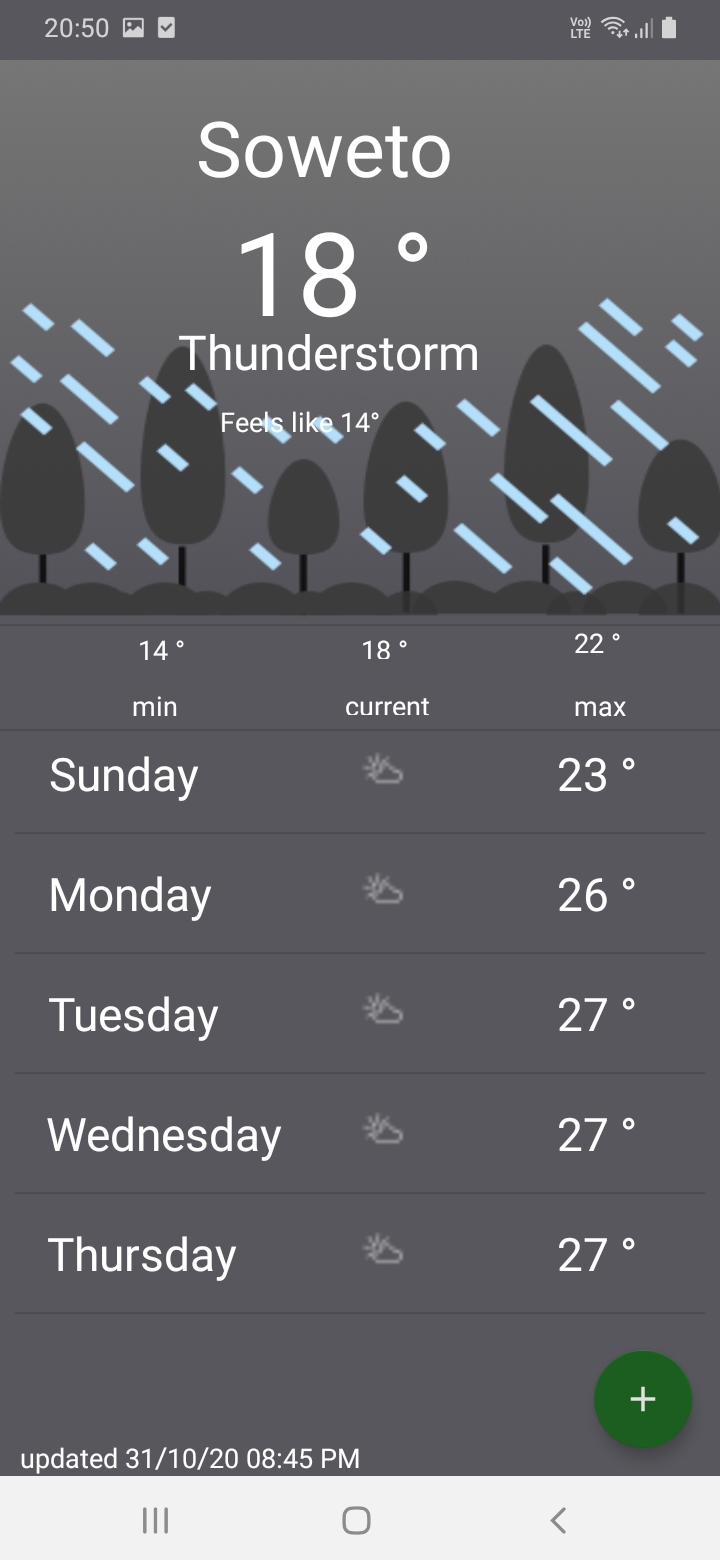 20:50 Vo)) LTE
Soweto
18 °
Thunderstorm
Feels like 14°
14 ° 18 ° 22 °
min current max
Sunday 23 °
Monday 26 °
Tuesday 27 °
Wednesday 27 °
Thursday 27 °
+
updated 31/10/20 08:45 PM